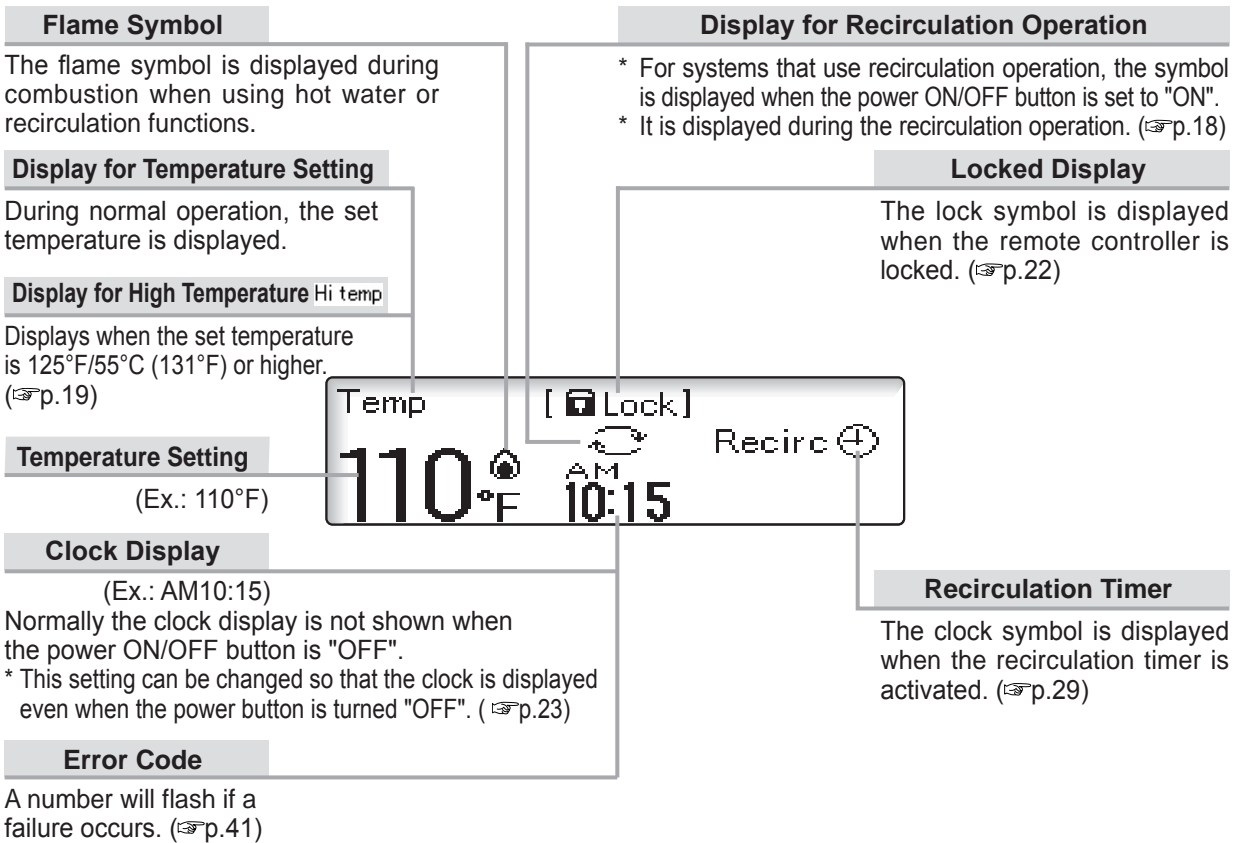 Flame Symbol
The flame symbol is displayed during
combustion when using hot water or
recirculation functions.
Display for Temperature Setting
During normal operation, the set
temperature is displayed.
Display for High Temperature Hi temp
Displays when the set temperature
is 125°F/55°C (131°F) or higher.
(☞p.19)
Temperature Setting
(Ex.: 110°F)
Clock Display
(Ex.: AM10:15)
Normally the clock display is not shown when
the power ON/OFF button is "OFF".
* This setting can be changed so that the clock is displayed
even when the power button is turned "OFF". ( ☞p.23)
Error Code
A number will flash if a
failure occurs. (☞p.41)
Display for Recirculation Operation
* For systems that use recirculation operation, the symbol
is displayed when the power ON/OFF button is set to "ON".
* It is displayed during the recirculation operation. (☞p.18)
Locked Display
The lock symbol is displayed
when the remote controller is
locked. (☞p.22)
Temp [ Lock]
Recirc
110°F AM
10:15
Recirculation Timer
The clock symbol is displayed
when the recirculation timer is
activated. (☞p.29)